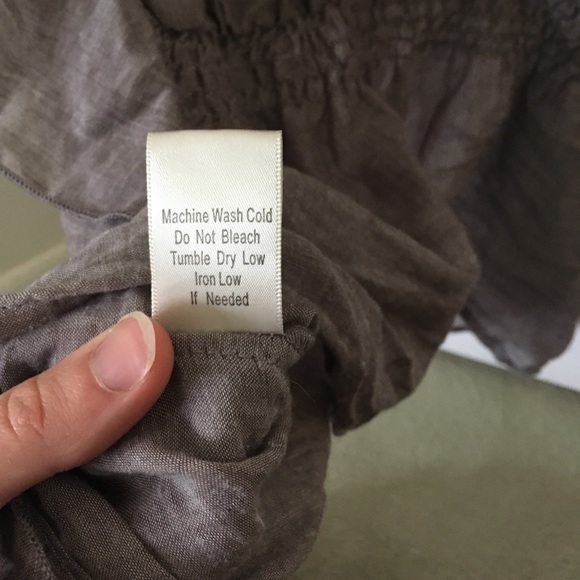 Machine Wash Cold
Do Not Bleach
Tumble Dry Low
Iron Low
If Needed